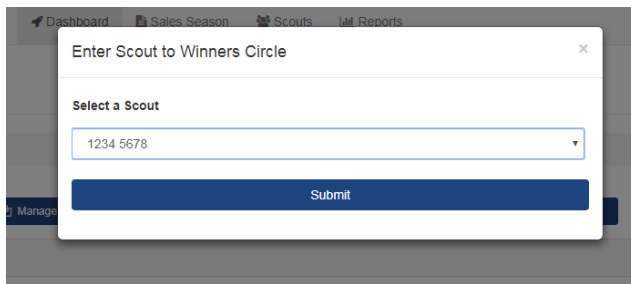 Dashboard Sales Season Scouts Reports
Enter Scout to Winners Circle ×
Select a Scout
1234 5678
Submit
Manage